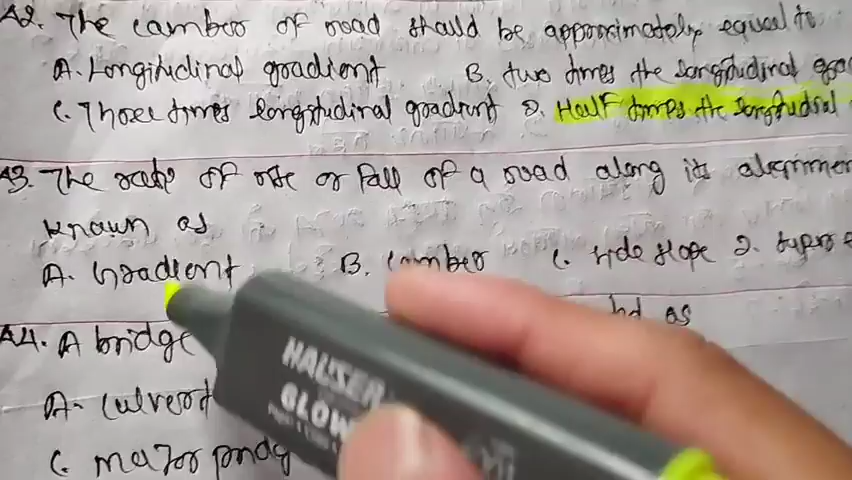 42. The camber of road should be approximately equal to
A. Longitudinal gradient B. two times the longitudinal
C. Three times longitudinal gradient D. Half times the longitudinal
43. The rate of rise or fall of a road along its
known as
A. Gradient B. Camber C. side slope D.
as
44. A bridge
A. Culvert
C. major
HAUSER
GLOW